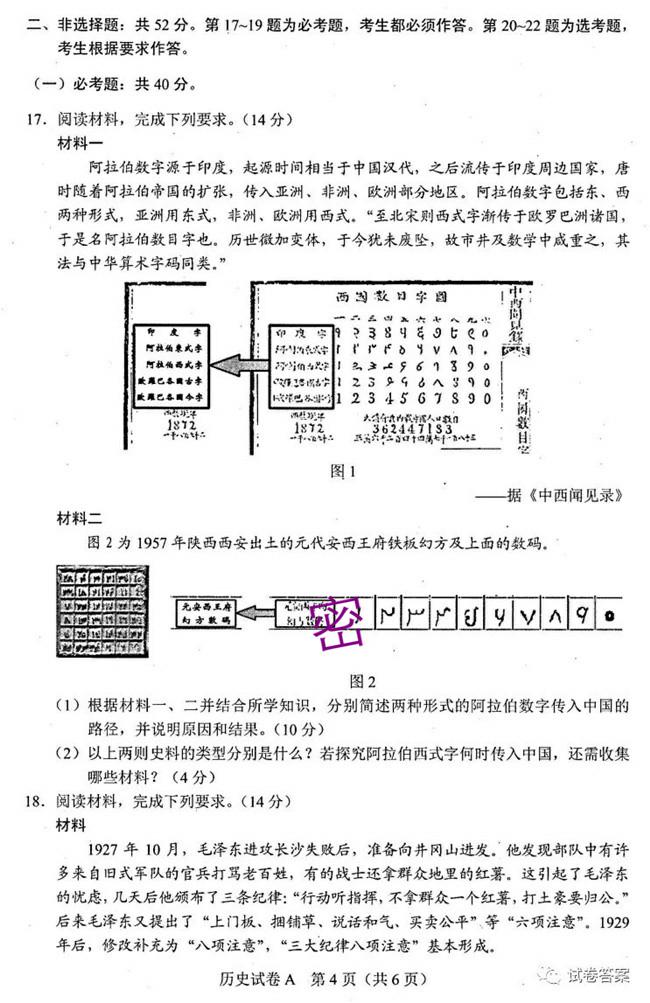 二、非选择题：共 52 分。第 17~19 题为必考题，考生都必须作答。第 20~22 题为选考题，
考生根据要求作答。
（一）必考题：共 40 分。
17．阅读材料，完成下列要求。（14 分）
材料一
阿拉伯数字源于印度，起源时间相当于中国汉代，之后流传于印度周边国家，唐
时随着阿拉伯帝国的扩张，传入亚洲、非洲、欧洲部分地区。阿拉伯数字包括东、西
两种形式，亚洲用东式，非洲、欧洲用西式。“至北宋则西式字渐传于欧罗巴洲诸国，
于是名阿拉伯数目字也。历世微加变体，于今犹未废坠，故市井及数学中咸重之，其
法与中华算术字码同类。”
西国数目字圖
中西聞見錄
印度字
阿拉伯東式字
阿拉伯西式字
歐羅巴各國古字
歐羅巴各國今字
印度字
1 2 3 4 5 6 7 8 9 0
西國數目字
1872
1872
362447183
图 1
——据《中西闻见录》
材料二
图 2 为 1957 年陕西西安出土的元代安西王府铁板幻方及上面的数码。
元安西王府
幻方數碼
密
图 2
（1）根据材料一、二并结合所学知识，分别简述两种形式的阿拉伯数字传入中国的
路径，并说明原因和结果。（10 分）
（2）以上两则史料的类型分别是什么？若探究阿拉伯西式字何时传入中国，还需收集
哪些材料？（4 分）
18．阅读材料，完成下列要求。（14 分）
材料
1927 年 10 月，毛泽东进攻长沙失败后，准备向井冈山进发。他发现部队中有许
多来自旧式军队的官兵打骂老百姓，有的战士还拿群众地里的红薯。这引起了毛泽东
的忧虑，几天后他颁布了三条纪律：“行动听指挥，不拿群众一个红薯，打土豪要归公。”
后来毛泽东又提出了“上门板、捆铺草、说话和气、买卖公平”等“六项注意”。1929
年后，修改补充为“八项注意”，“三大纪律八项注意”基本形成。
历史试卷 A 第 4 页（共 6 页）
试卷答案